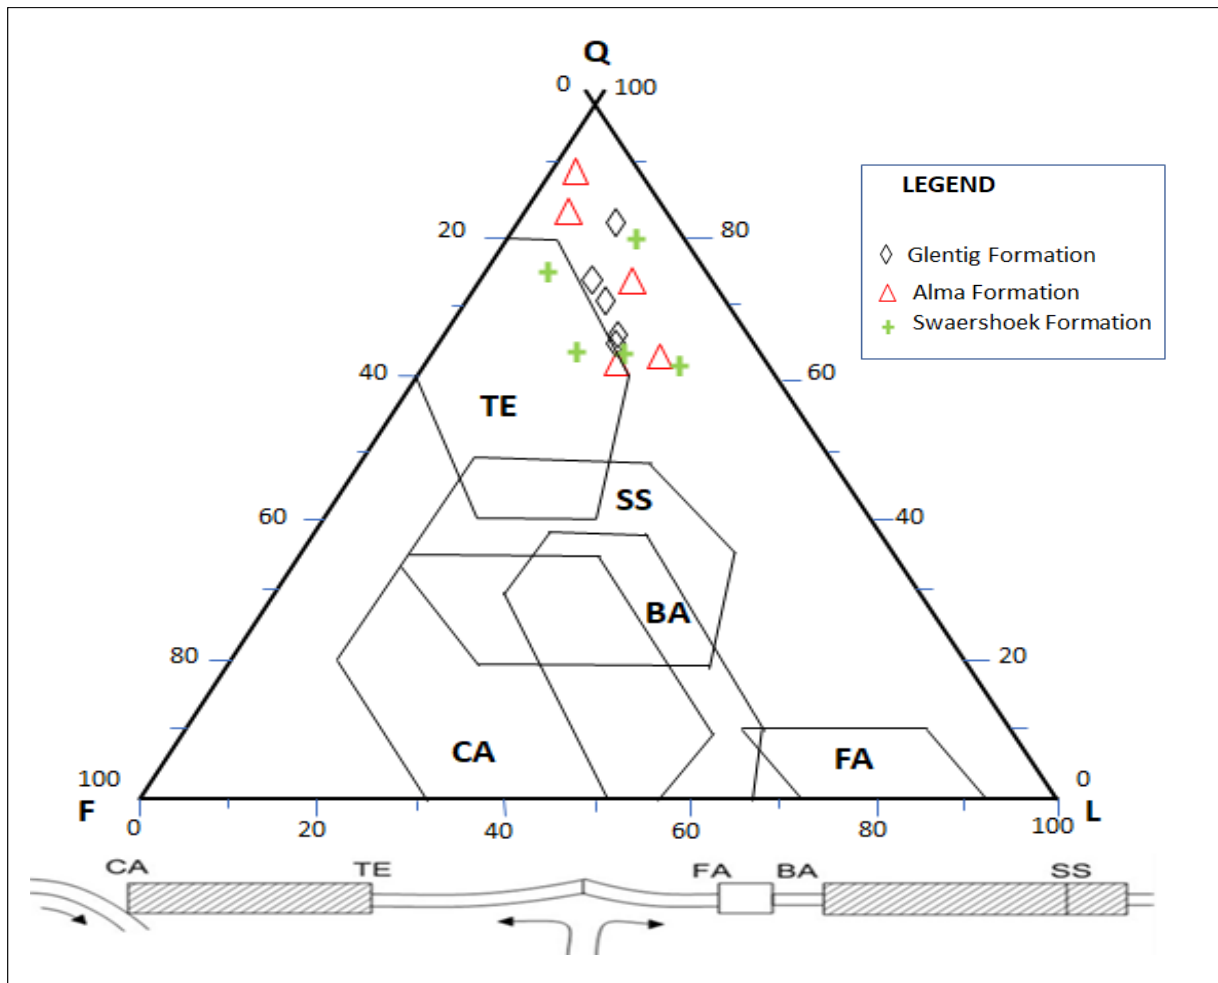 Q
0 100
LEGEND
20 80
Glentig Formation
Alma Formation
Swaershoek Formation
40 60
TE
SS
60 40
BA
80 20
CA FA
100 0
F L
0 20 40 60 80 100
CA TE FA BA SS